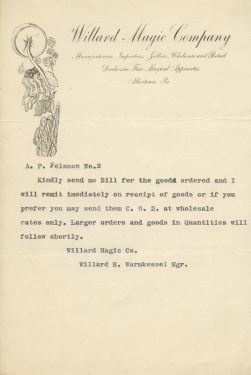 Willard Magic Company
Manufacturers, Importers, Jobbers, Wholesale and Retail
Dealers in Fine Magical Apparatus
Allentown, Pa
A. P. Felsman No.2
Kindly send me Bill for the goods ordered and I
will remit imediately on receipt of goods or if you
prefer you may send them C. O. D. at wholesale
rates only. Larger orders and goods in Quantities will
follow shortly.
Willard Magic Co.
Willard H. Warmkessel Mgr.